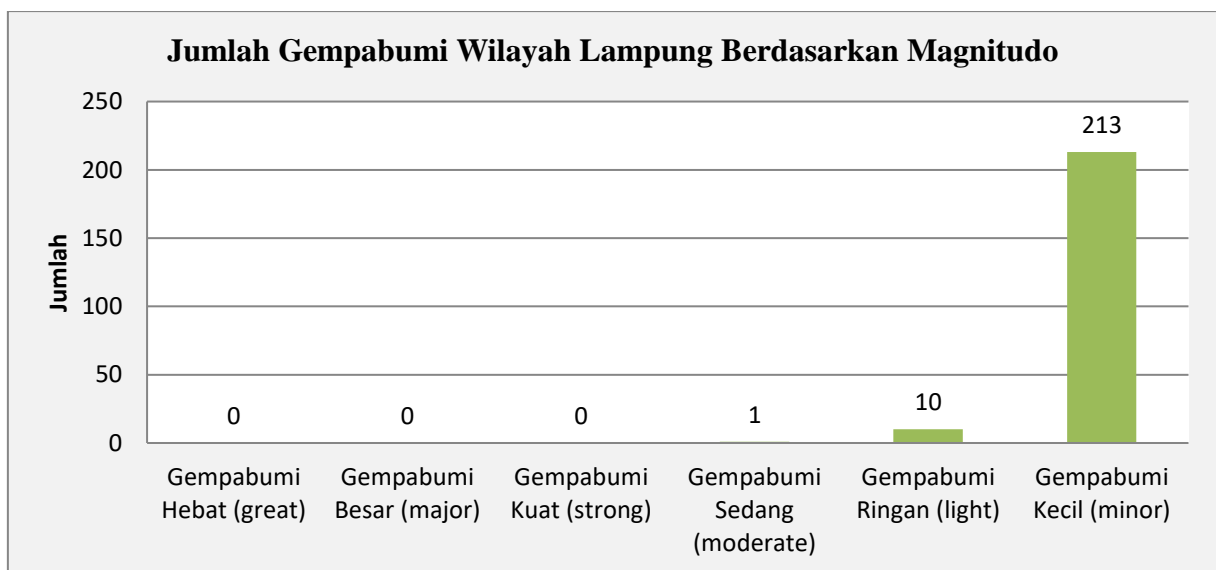 Jumlah Gempabumi Wilayah Lampung Berdasarkan Magnitudo
Jumlah
250
200
150
100
50
0
0
0
0
1
10
213
Gempabumi
Hebat (great)
Gempabumi
Besar (major)
Gempabumi
Kuat (strong)
Gempabumi
Sedang
(moderate)
Gempabumi
Ringan (light)
Gempabumi
Kecil (minor)